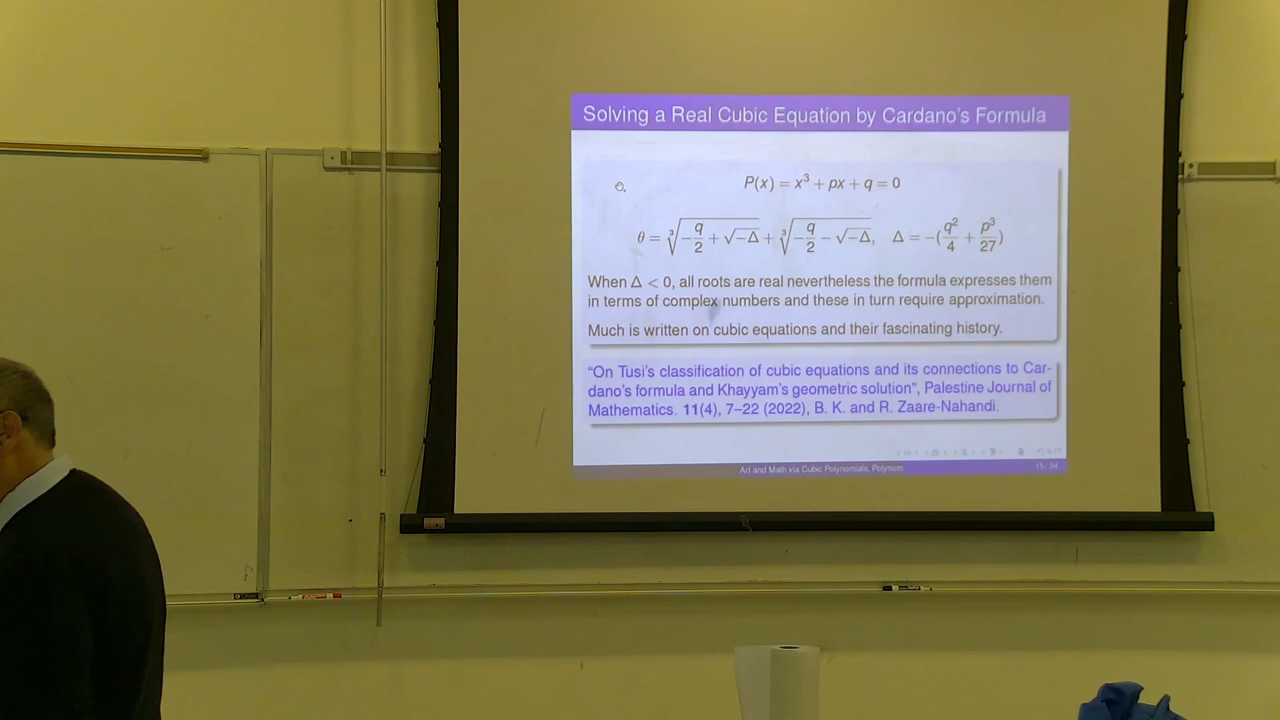 Solving a Real Cubic Equation by Cardano's Formula
P(x) = x³ + px + q = 0
θ = ∛(-q/2 + √-Δ) + ∛(-q/2 - √-Δ), Δ = -(q²/4 + p³/27)
When Δ < 0, all roots are real nevertheless the formula expresses them
in terms of complex numbers and these in turn require approximation.
Much is written on cubic equations and their fascinating history.
"On Tusi's classification of cubic equations and its connections to Car-
dano's formula and Khayyam's geometric solution", Palestine Journal of
Mathematics. 11(4), 7–22 (2022), B. K. and R. Zaare-Nahandi.
Art and Math via Cubic Polynomials, Polynom
15 / 34